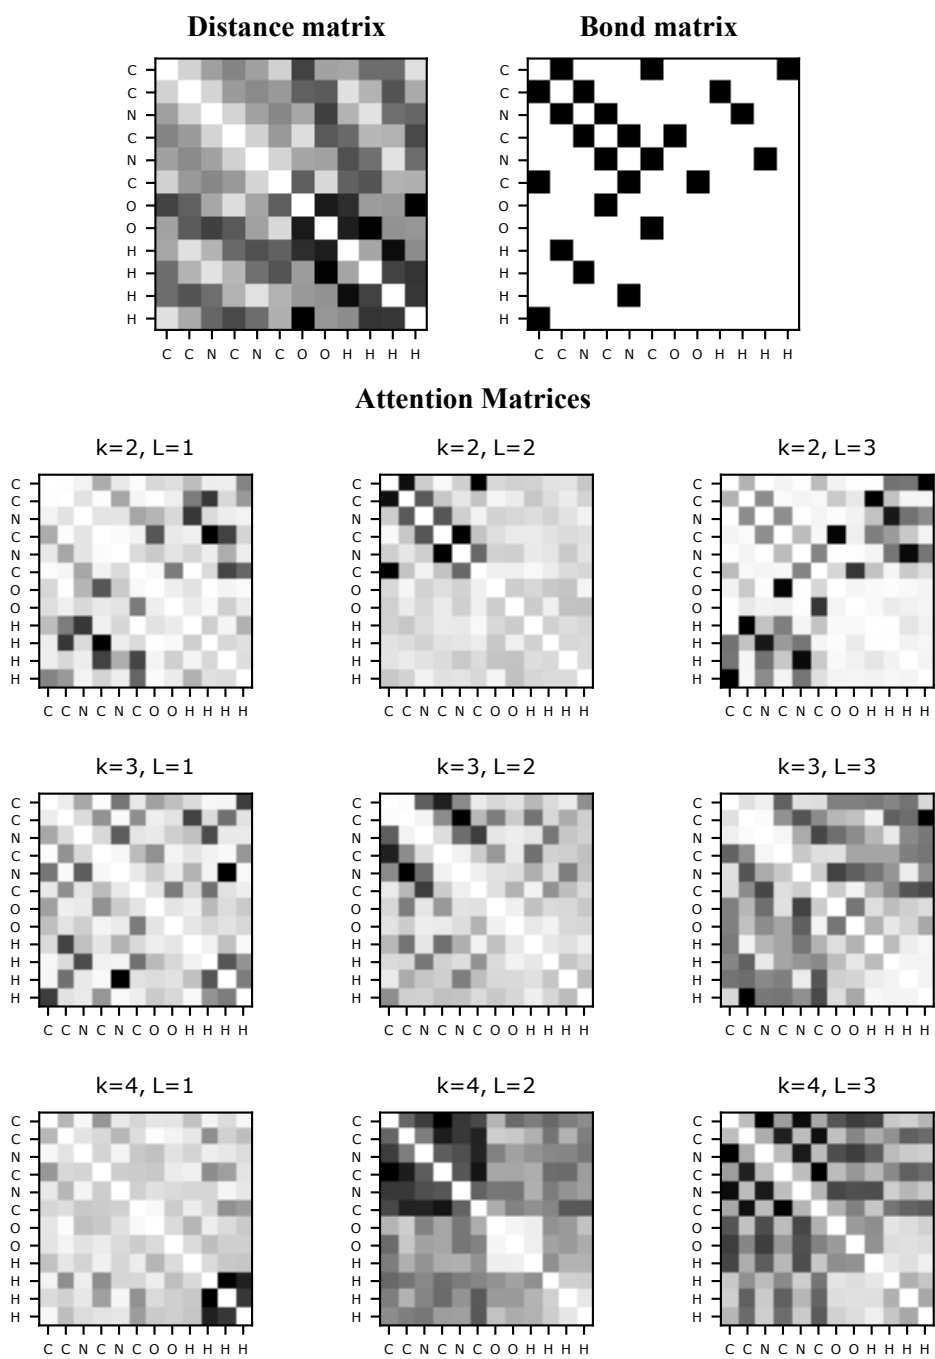 Distance matrix Bond matrix
C C
C C
N N
C C
N N
C C
O O
O O
H H
H H
H H
H H
C C N C N C O O H H H H C C N C N C O O H H H H
Attention Matrices
k=2, L=1 k=2, L=2 k=2, L=3
C C C
C C C
N N N
C C C
N N N
C C C
O O O
O O O
H H H
H H H
H H H
H H H
C C N C N C O O H H H H C C N C N C O O H H H H C C N C N C O O H H H H
k=3, L=1 k=3, L=2 k=3, L=3
C C C
C C C
N N N
C C C
N N N
C C C
O O O
O O O
H H H
H H H
H H H
H H H
C C N C N C O O H H H H C C N C N C O O H H H H C C N C N C O O H H H H
k=4, L=1 k=4, L=2 k=4, L=3
C C C
C C C
N N N
C C C
N N N
C C C
O O O
O O O
H H H
H H H
H H H
H H H
C C N C N C O O H H H H C C N C N C O O H H H H C C N C N C O O H H H H